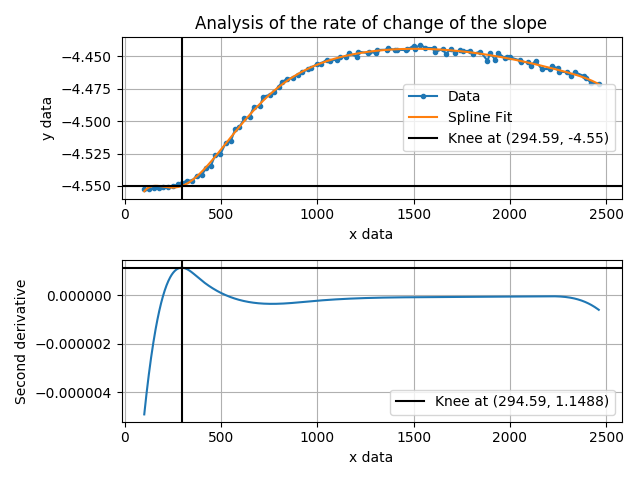 Analysis of the rate of change of the slope
−4.450
−4.475
−4.500
−4.525
−4.550
y data
Data
Spline Fit
Knee at (294.59, -4.55)
0
500
1000
1500
2000
2500
x data
0.000000
−0.000002
−0.000004
Second derivative
Knee at (294.59, 1.1488)
0
500
1000
1500
2000
2500
x data